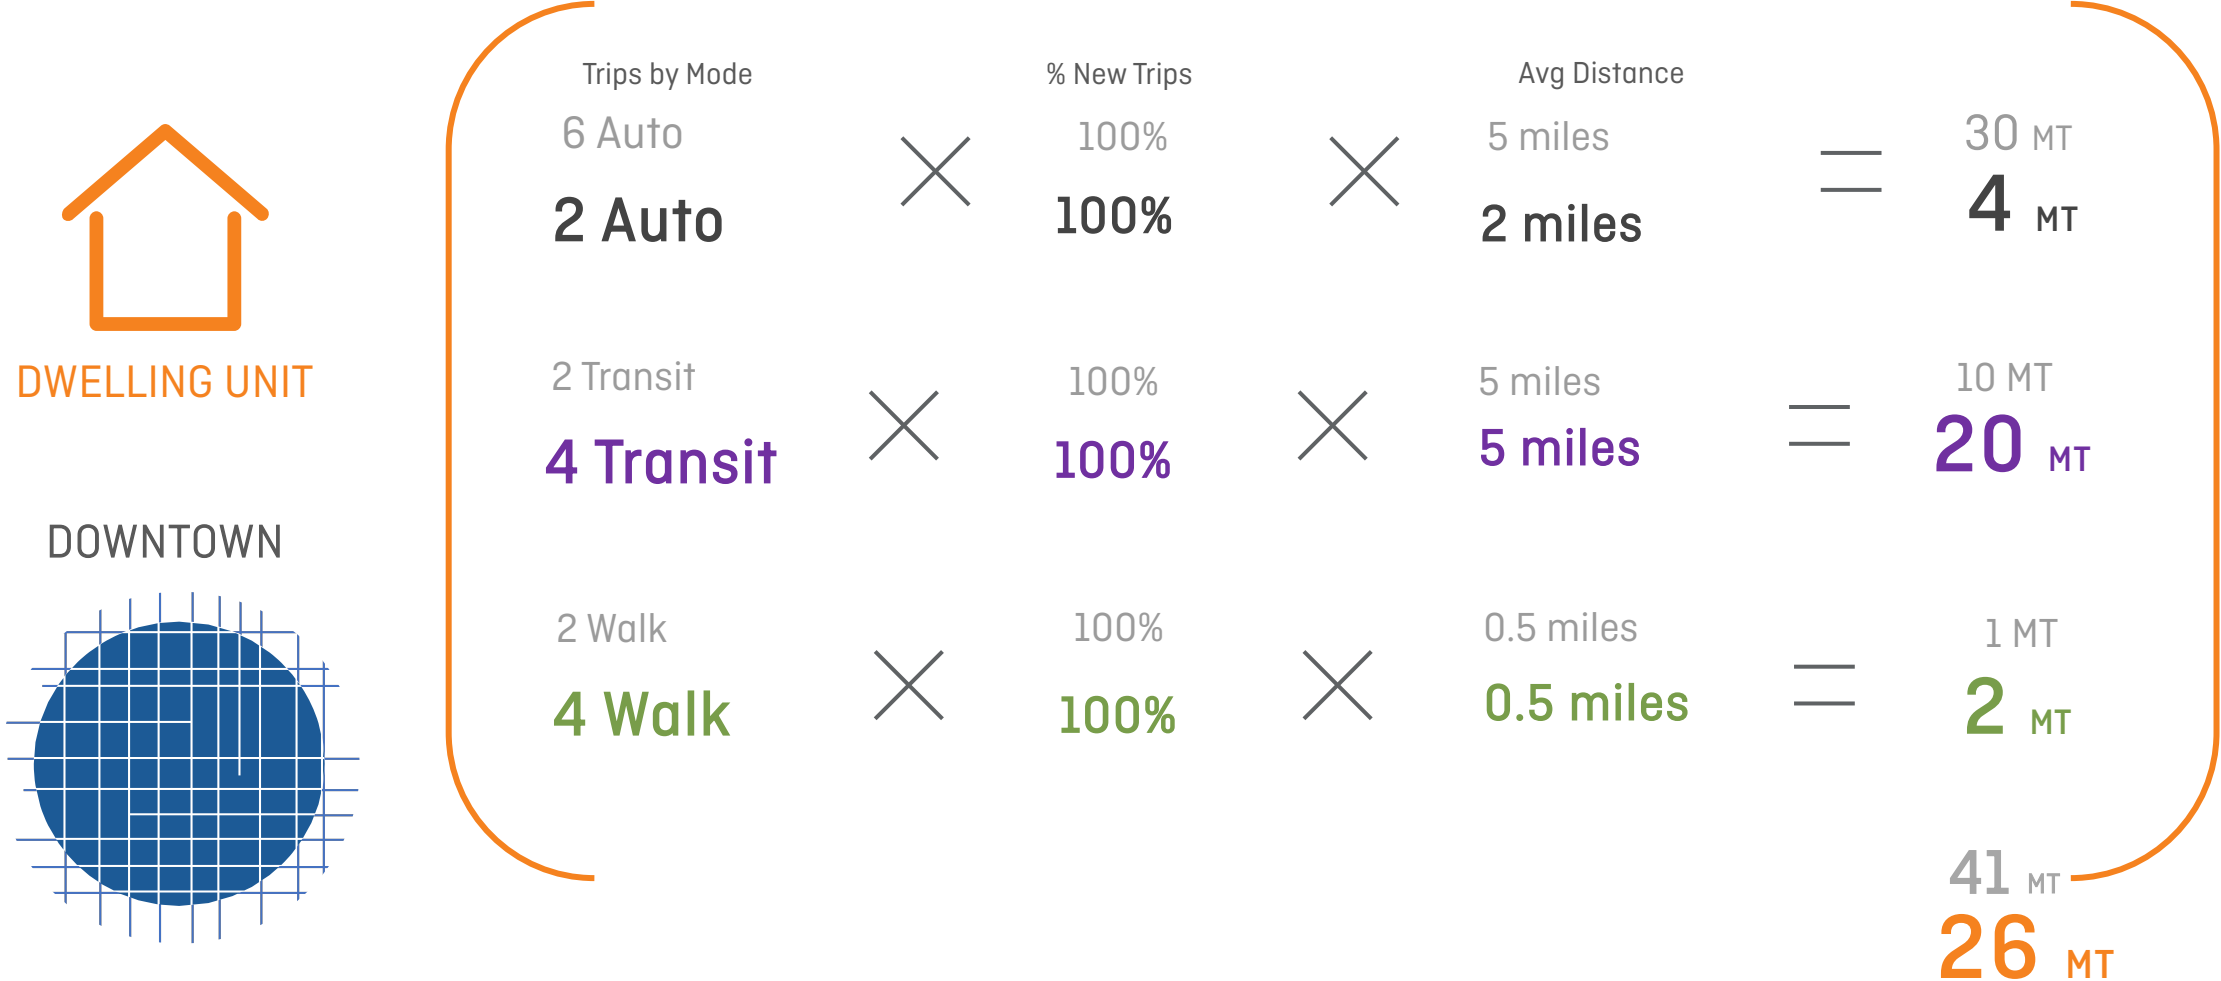 Trips by Mode % New Trips Avg Distance
6 Auto 100% 5 miles 30 MT
2 Auto 100% 2 miles 4 MT
DWELLING UNIT
2 Transit 100% 5 miles 10 MT
4 Transit 100% 5 miles 20 MT
DOWNTOWN
2 Walk 100% 0.5 miles 1 MT
4 Walk 100% 0.5 miles 2 MT
41 MT
26 MT